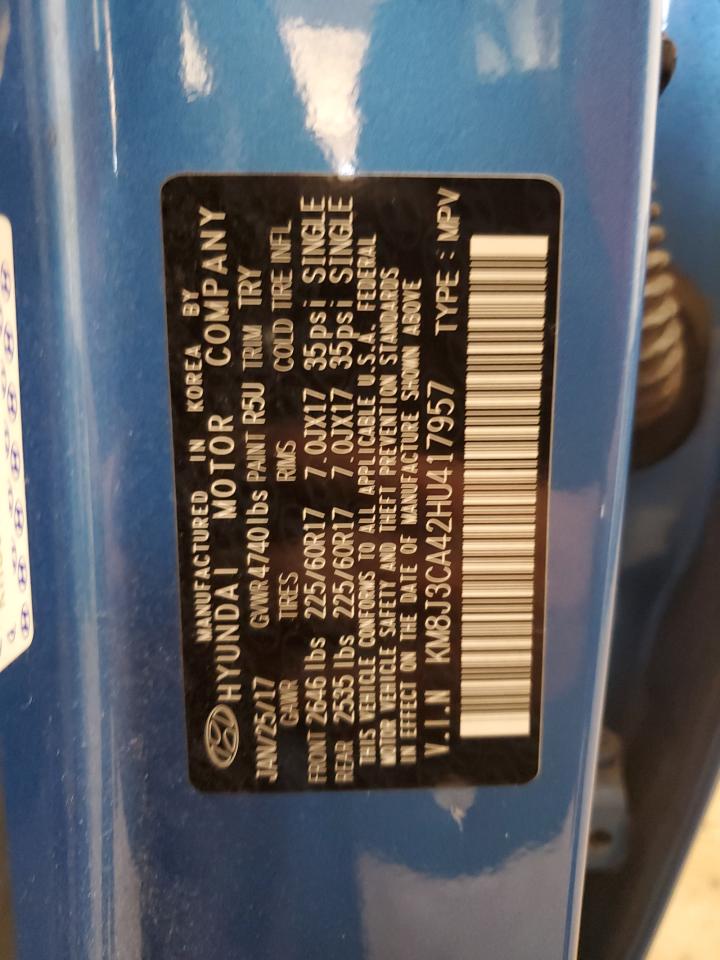 MANUFACTURED IN KOREA BY
HYUNDAI MOTOR COMPANY
JAN/25/17 GVWR 4740 lbs PAINT R5U TRIM TRY
GAWR TIRES RIMS COLD TIRE INFL
FRONT 2646 lbs 225/60R17 7.0JX17 35psi SINGLE
REAR 2535 lbs 225/60R17 7.0JX17 35psi SINGLE
THIS VEHICLE CONFORMS TO ALL APPLICABLE U.S.A. FEDERAL
MOTOR VEHICLE SAFETY AND THEFT PREVENTION STANDARDS
IN EFFECT ON THE DATE OF MANUFACTURE SHOWN ABOVE
V.I.N KM8J3CA42HU417957 TYPE : MPV